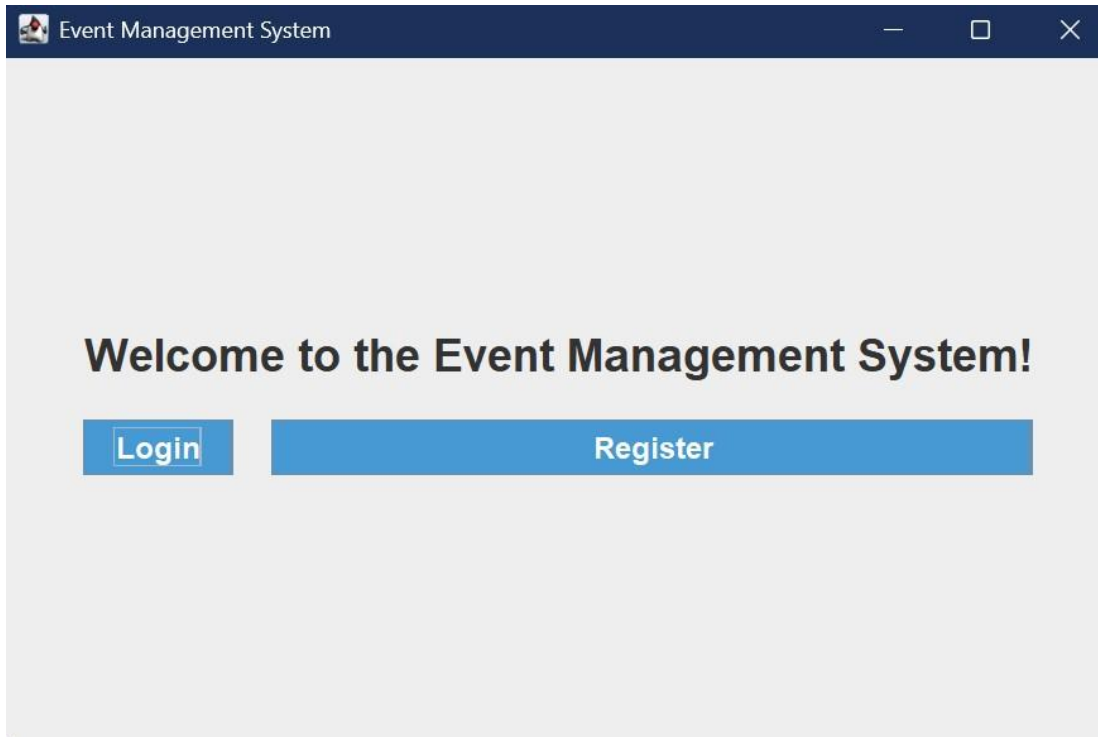 Event Management System
Welcome to the Event Management System!
Login Register